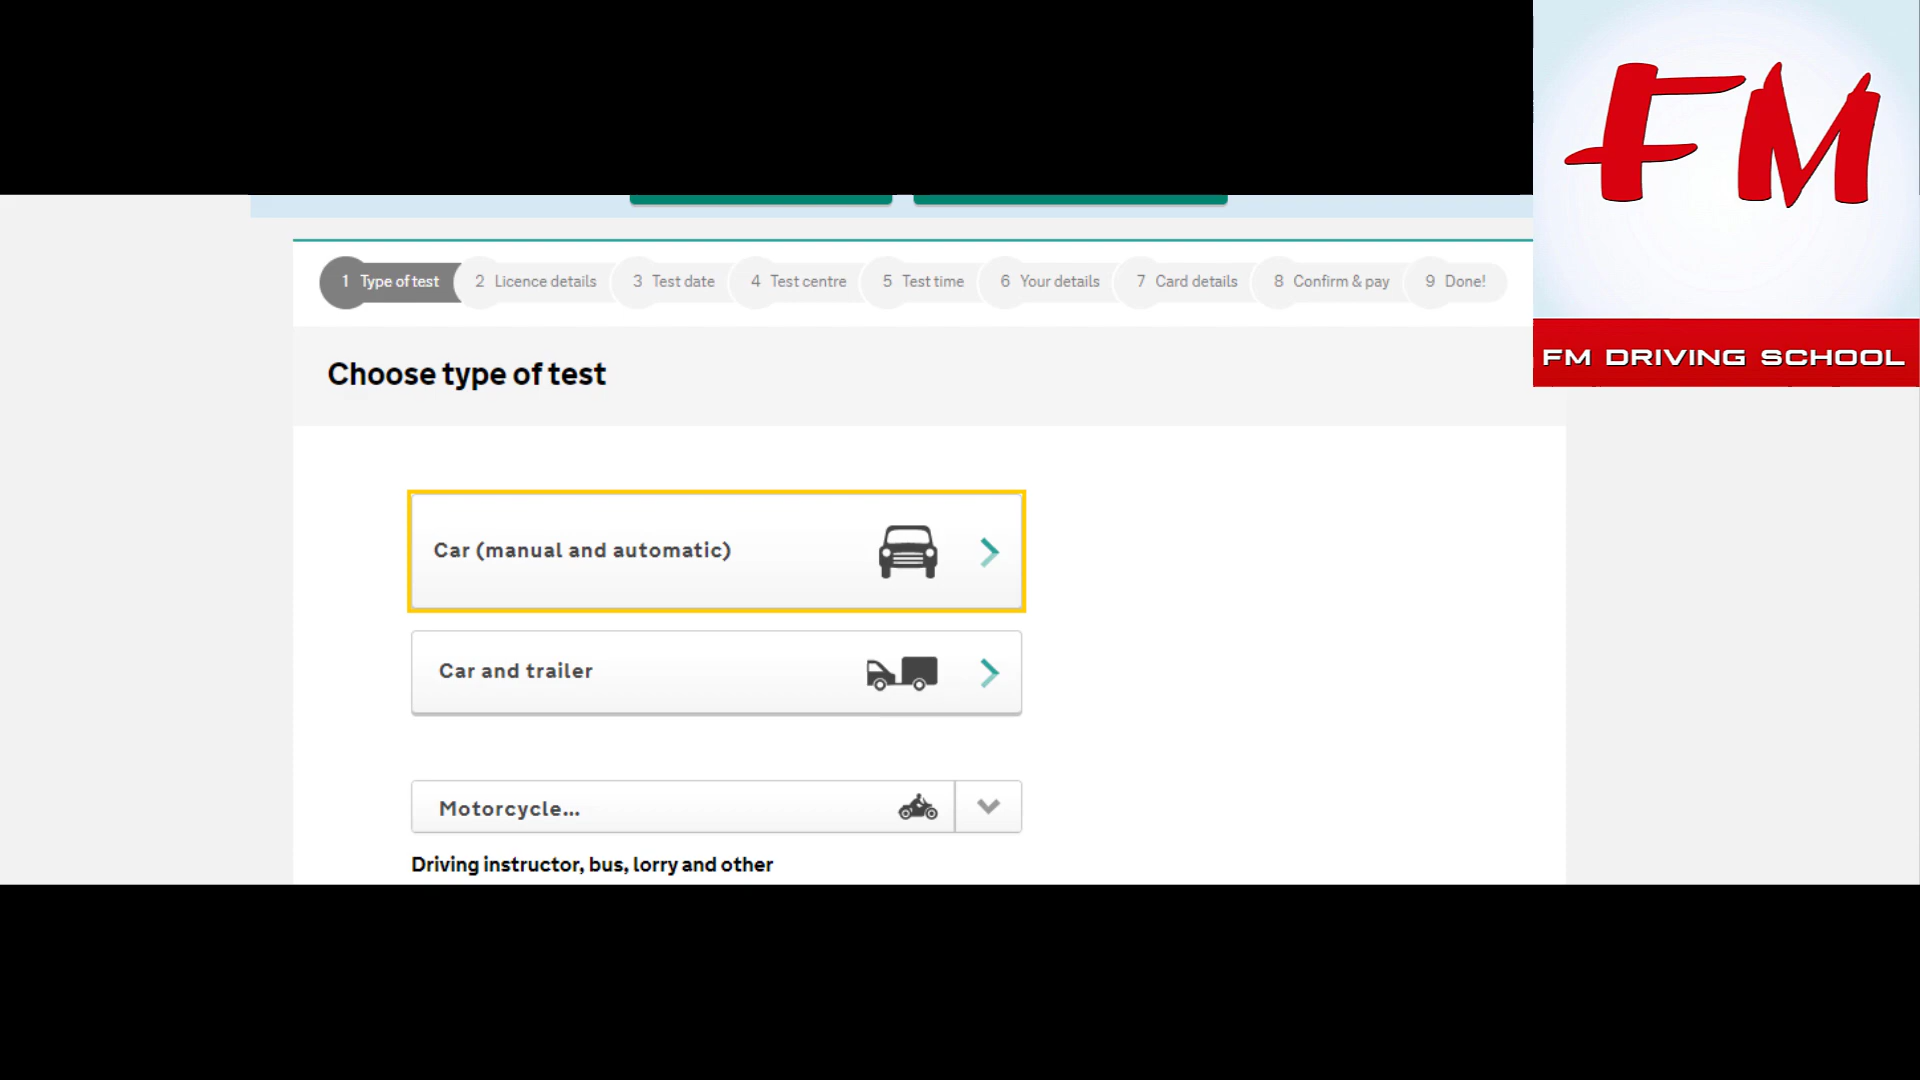 FM
FM DRIVING SCHOOL
1 Type of test 2 Licence details 3 Test date 4 Test centre 5 Test time 6 Your details 7 Card details 8 Confirm & pay 9 Done!
Choose type of test
Car (manual and automatic)
Car and trailer
Motorcycle...
Driving instructor, bus, lorry and other